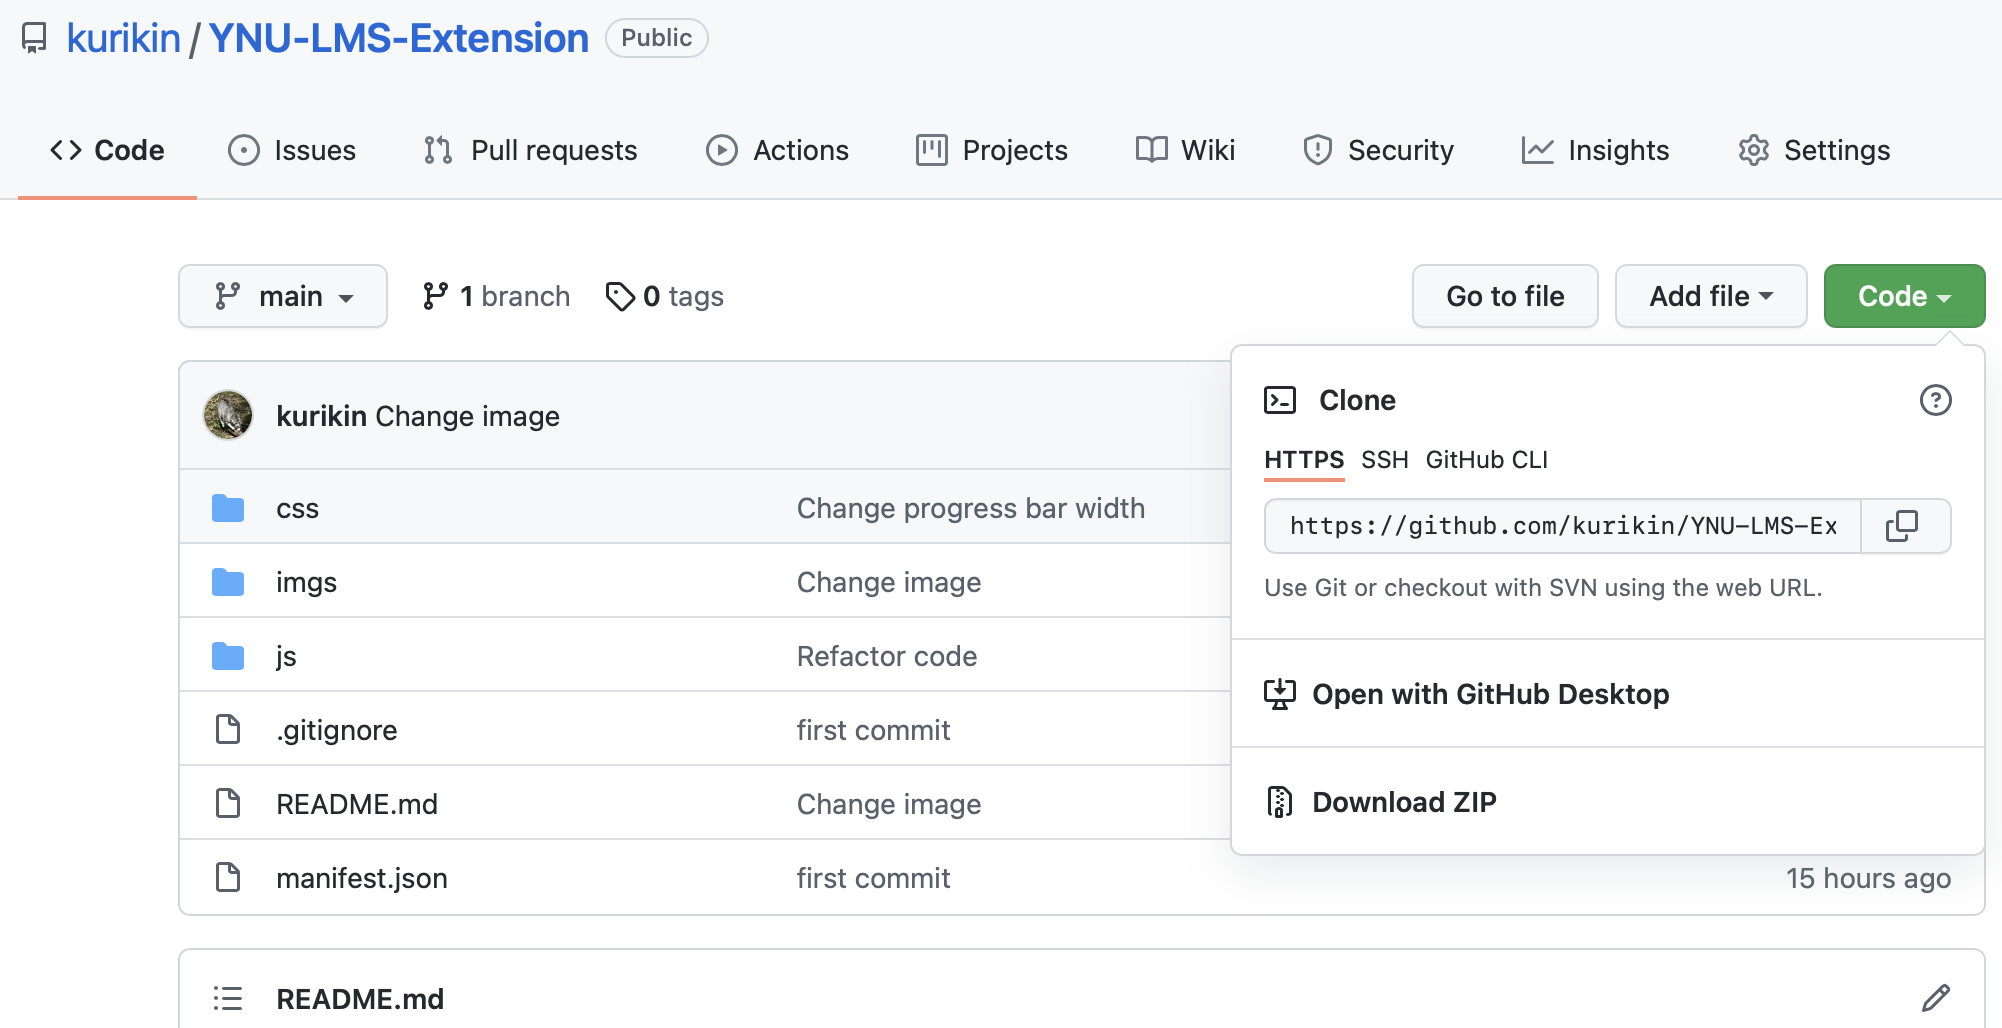 kurikin / YNU-LMS-Extension Public
Code Issues Pull requests Actions Projects Wiki Security Insights Settings
main 1 branch 0 tags Go to file Add file Code
kurikin Change image
Clone
HTTPS SSH GitHub CLI
https://github.com/kurikin/YNU-LMS-Ex
Use Git or checkout with SVN using the web URL.
Open with GitHub Desktop
Download ZIP
css Change progress bar width
imgs Change image
js Refactor code
.gitignore first commit
README.md Change image
manifest.json first commit 15 hours ago
README.md